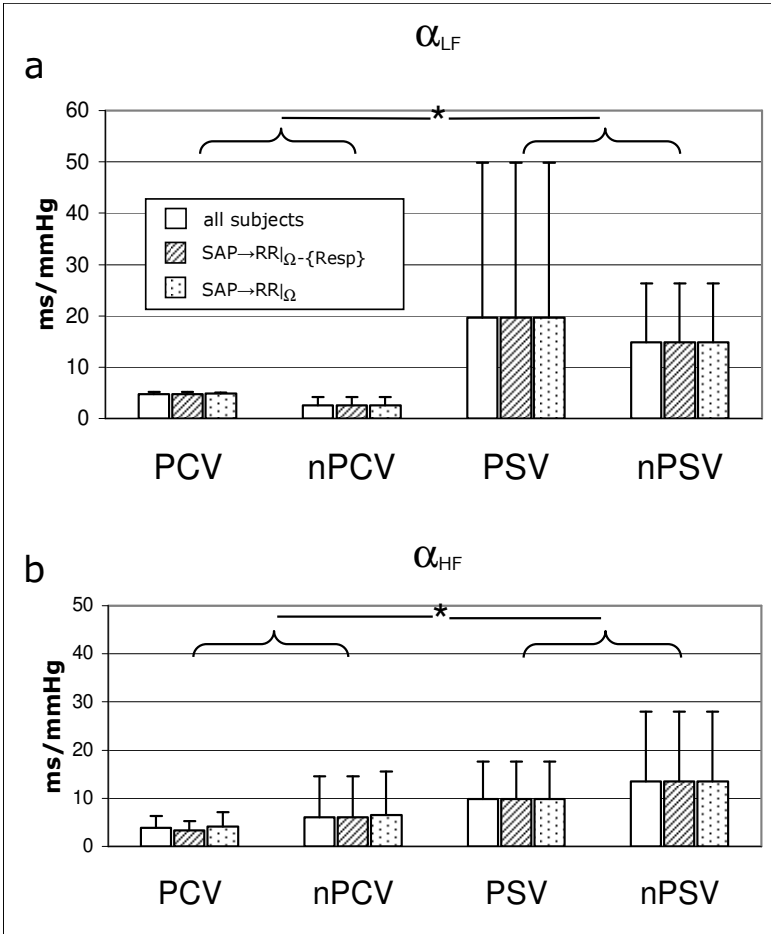 αLF
a
*
60
50
40
30
20
10
0
ms/mmHg
all subjects
SAP→RR|Ω-{Resp}
SAP→RR|Ω
PCV nPCV PSV nPSV
αHF
b
*
50
40
30
20
10
0
ms/mmHg
PCV nPCV PSV nPSV